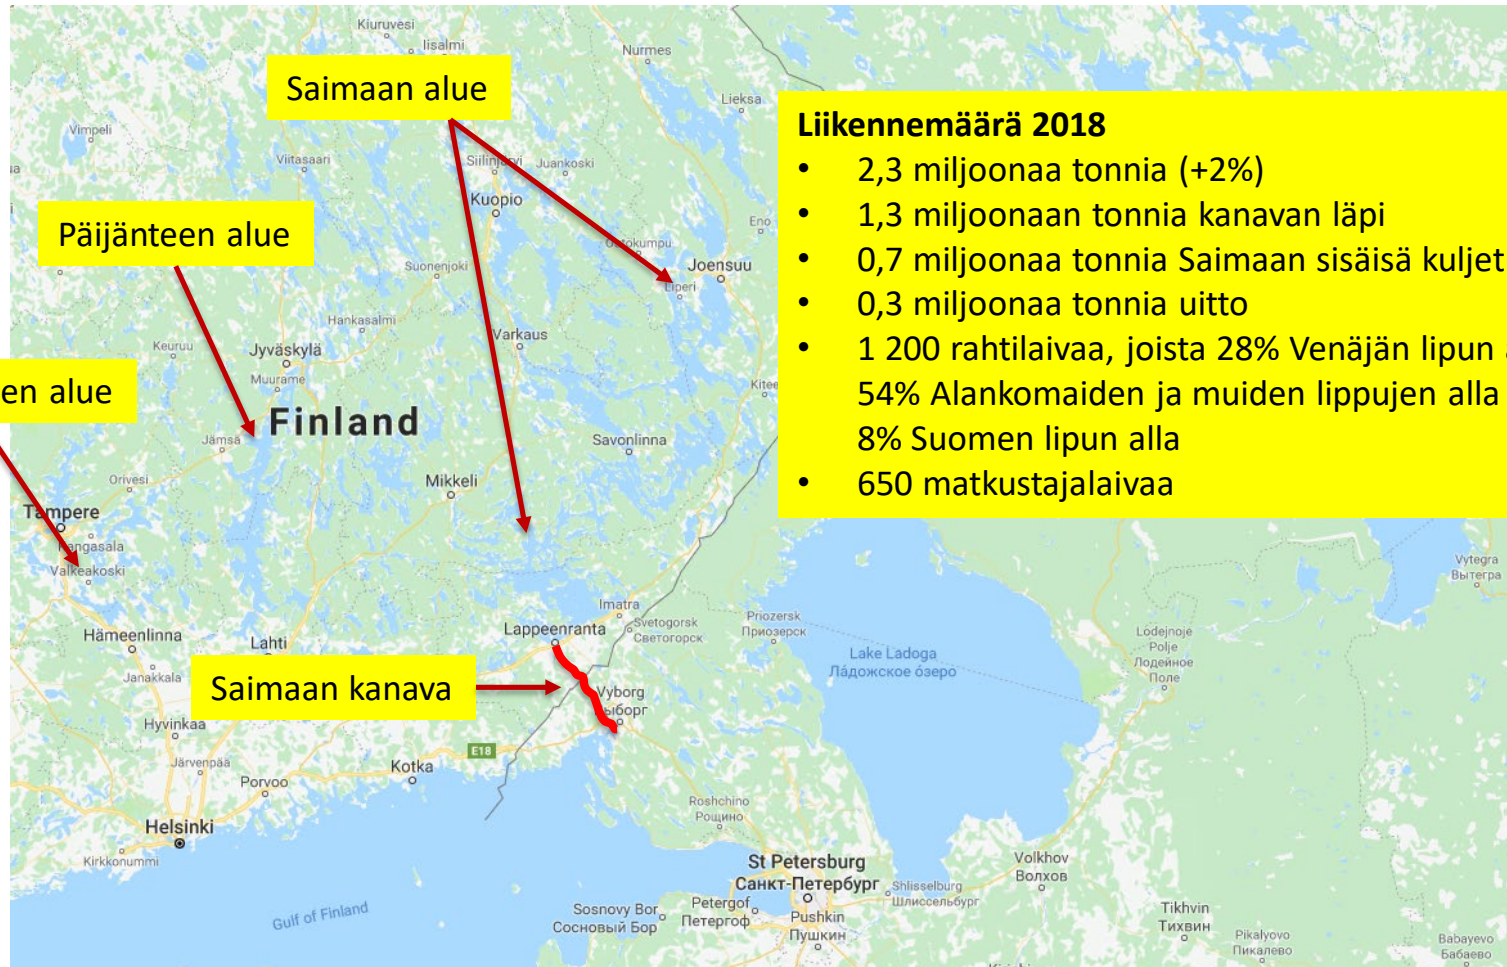 Kiuruvesi
Iisalmi
Nurmes
Saimaan alue
Lieksa
Vimpeli
Viitasaari
Siilinjärvi
Juankoski
Kuopio
Päijänteen alue
Eno
Joensuu
Suonenjoki
Liperi
Hankasalmi
Varkaus
Keuruu
Jyväskylä
Muurame
en alue
Finland
Jämsä
Savonlinna
Orivesi
Mikkeli
Tampere
Kangasala
Valkeakoski
Imatra
Hämeenlinna
Lahti
Lappeenranta
Svetogorsk
Светогорск
Priozersk
Приозерск
Janakkala
Saimaan kanava
Vyborg
Lake Ladoga
Ла́дожское о́зеро
Lodejnoje
Polje
Лодейное
Поле
Vytegra
Вытегра
Hyvinkää
Järvenpää
E18
Kotka
Porvoo
Helsinki
Kirkkonummi
Roshchino
Рощино
St Petersburg
Санкт-Петербург
Shlisselburg
Шлиссельбург
Volkhov
Волхов
Gulf of Finland
Sosnovy Bor
Сосновый Бор
Petergof
Петергоф
Pushkin
Пушкин
Tikhvin
Тихвин
Pikalyovo
Пикалево
Babayevo
Бабаево
Liikennemäärä 2018
• 2,3 miljoonaa tonnia (+2%)
• 1,3 miljoonaan tonnia kanavan läpi
• 0,7 miljoonaa tonnia Saimaan sisäisä kuljet
• 0,3 miljoonaa tonnia uitto
• 1 200 rahtilaivaa, joista 28% Venäjän lipun
54% Alankomaiden ja muiden lippujen alla
8% Suomen lipun alla
• 650 matkustajalaivaa